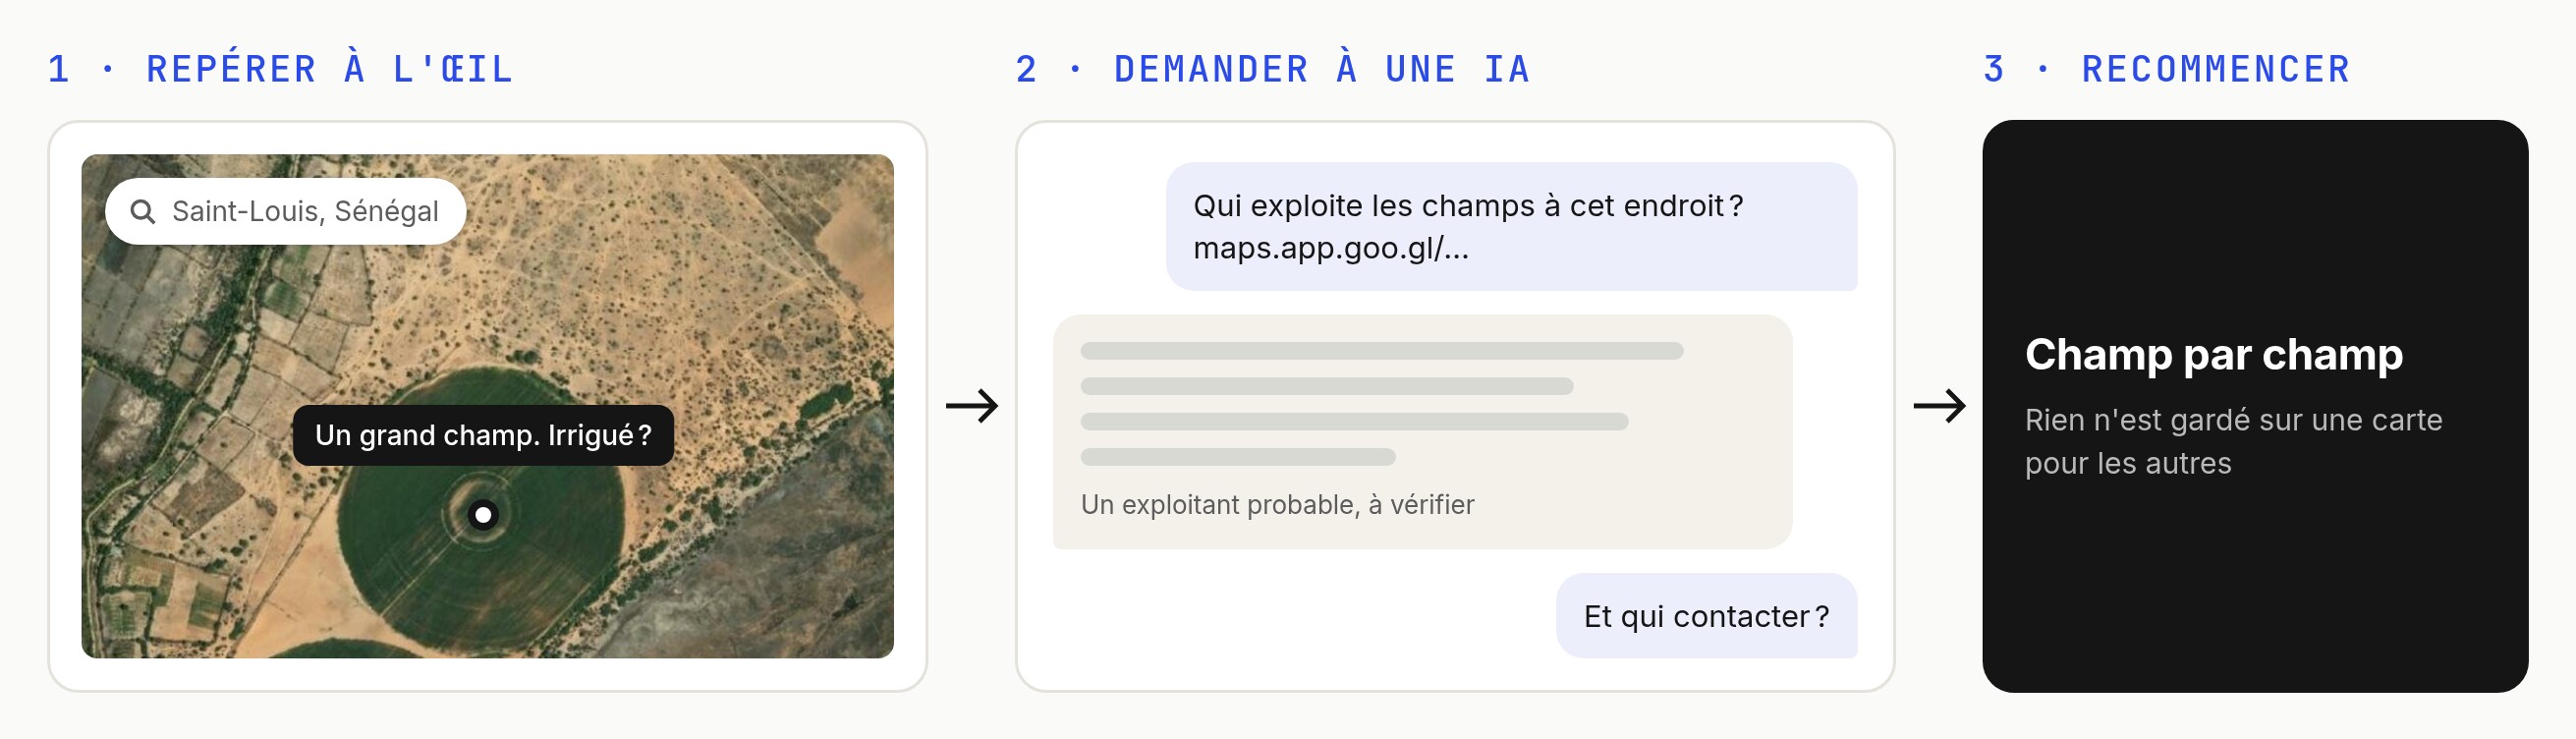 1 · REPÉRER À L'ŒIL
Saint-Louis, Sénégal
Un grand champ. Irrigué ?
2 · DEMANDER À UNE IA
Qui exploite les champs à cet endroit ?
maps.app.goo.gl/...
Un exploitant probable, à vérifier
Et qui contacter ?
3 · RECOMMENCER
Champ par champ
Rien n'est gardé sur une carte
pour les autres